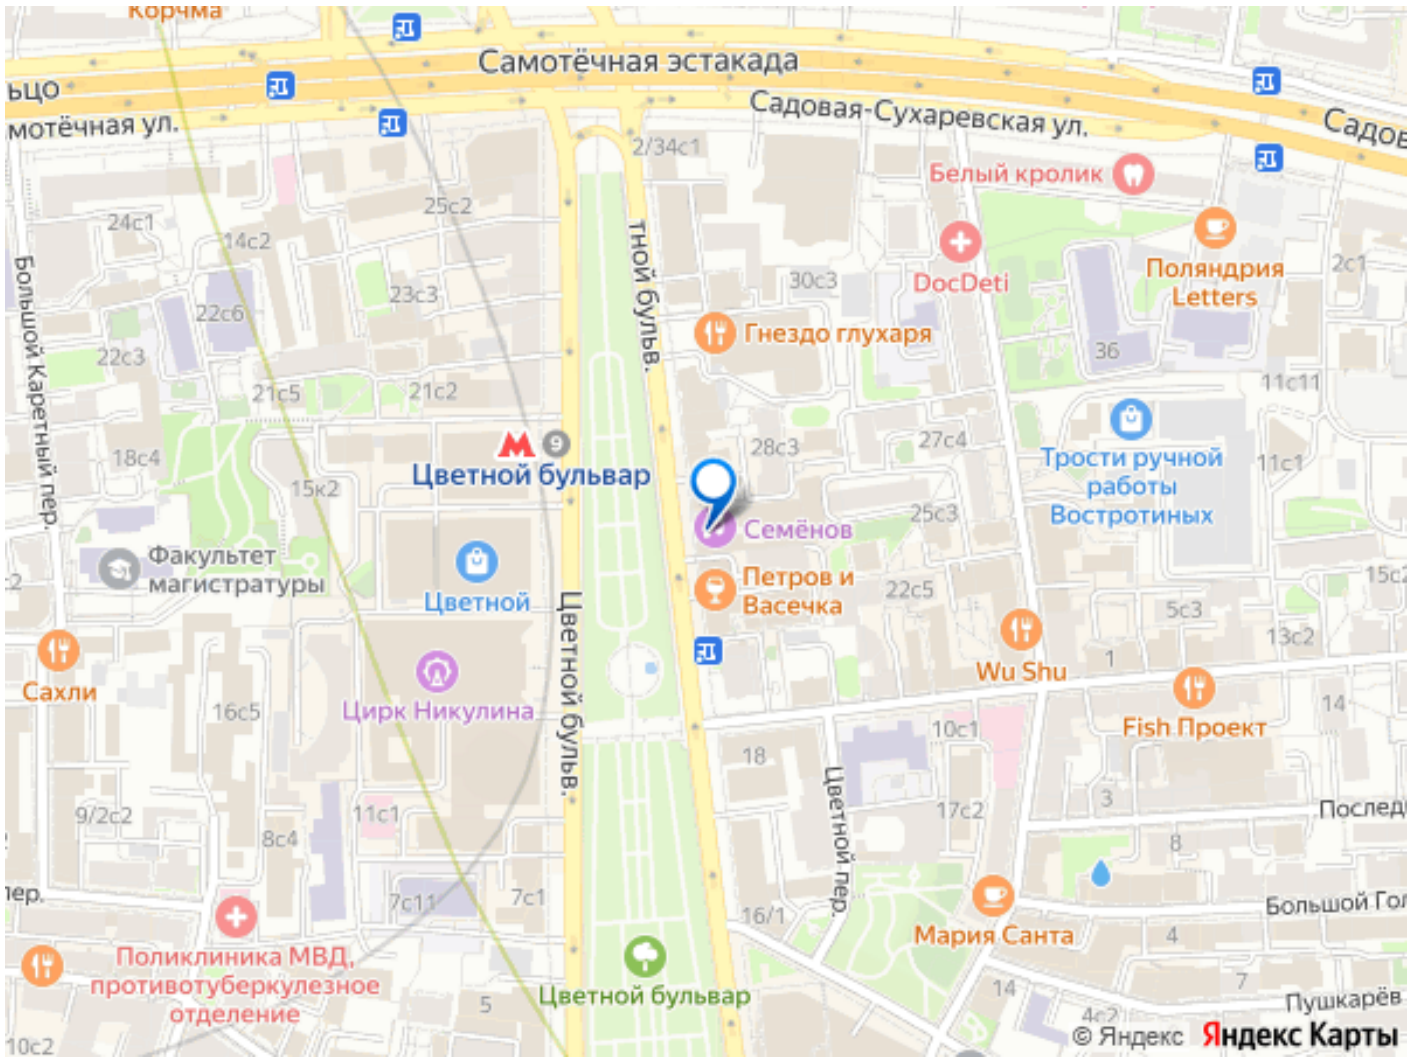 Корчма
Самотёчная эстакада
ьцо
мотёчная ул.
Садовая-Сухаревская ул.
Садов
2/34с1
Белый кролик
25с2
24с1
14с2
тной бульв.
DocDeti
30с3
Поляндрия
Letters
2с1
Большой Каретный пер.
23с3
22с6
Гнездо глухаря
22с3
36
21с5
21с2
11с11
9
27с4
28с3
Цветной бульвар
18с4
15к2
Трости ручной
работы
Востротиных
11с1
25с3
Семёнов
Факультет
магистратуры
Цветной
Петров и
Васечка
22с5
15с2
5с3
13с2
Сахли
Цветной бульв.
Wu Shu
1
Цирк Никулина
16с5
Fish Проект
14
10с1
18
Цветной пер.
9/2с2
11с1
8с4
17с2
3
Последн
8
пер.
7с11
7с1
16/1
Большой Гол
Мария Санта
4
Поликлиника МВД,
противотуберкулезное
отделение
Цветной бульвар
5
14
7
4с2
Пушкарёв
10с2
© Яндекс Яндекс Карты